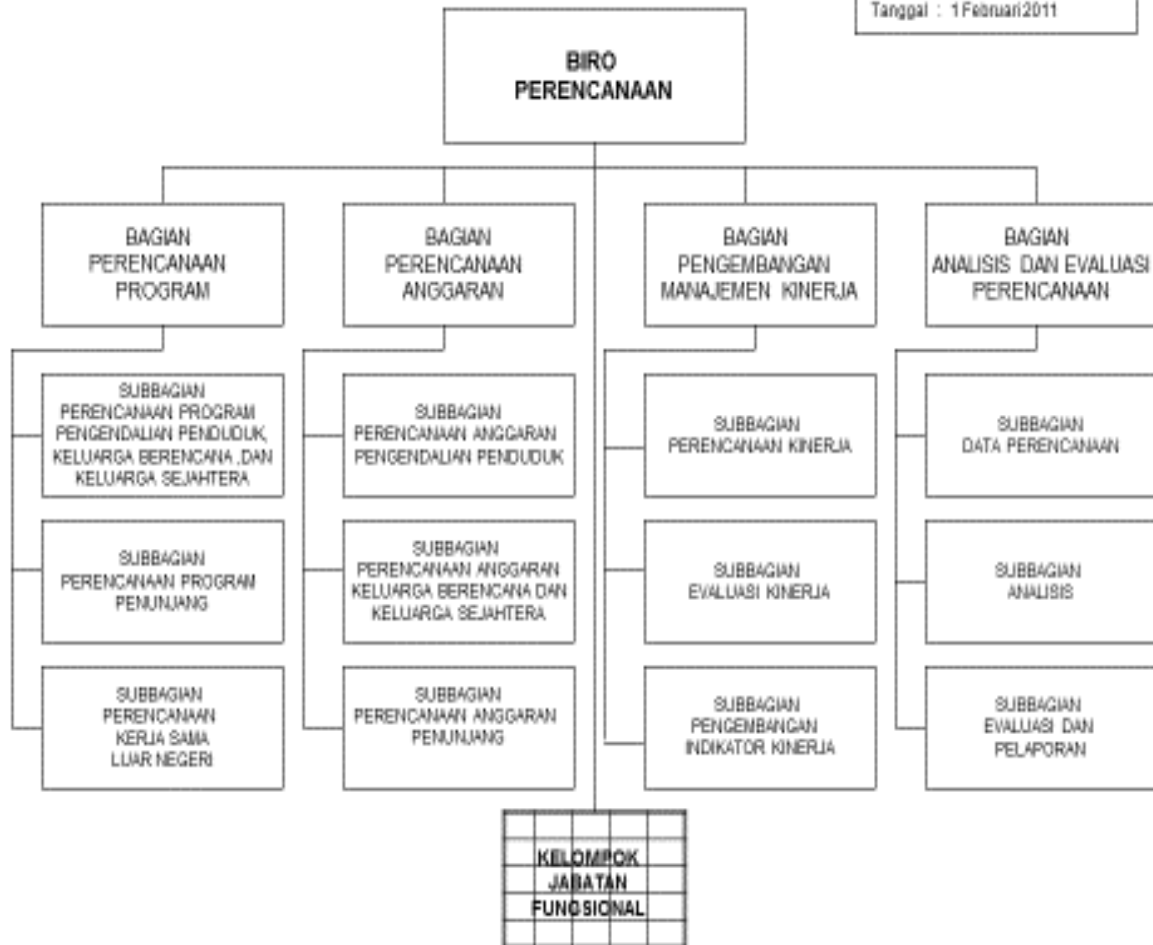 Tanggal : 1 Februari 2011
BIRO
PERENCANAAN
BAGIAN
PERENCANAAN
PROGRAM
BAGIAN
PERENCANAAN
ANGGARAN
BAGIAN
PENGEMBANGAN
MANAJEMEN KINERJA
BAGIAN
ANALISIS DAN EVALUASI
PERENCANAAN
SUBBAGIAN
PERENCANAAN PROGRAM
PENGENDALIAN PENDUDUK,
KELUARGA BERENCANA ,DAN
KELUARGA SEJAHTERA
SUBBAGIAN
PERENCANAAN ANGGARAN
PENGENDALIAN PENDUDUK
SUBBAGIAN
PERENCANAAN KINERJA
SUBBAGIAN
DATA PERENCANAAN
SUBBAGIAN
PERENCANAAN PROGRAM
PENUNJANG
SUBBAGIAN
PERENCANAAN ANGGARAN
KELUARGA BERENCANA DAN
KELUARGA SEJAHTERA
SUBBAGIAN
EVALUASI KINERJA
SUBBAGIAN
ANALISIS
SUBBAGIAN
PERENCANAAN
KERJA SAMA
LUAR NEGERI
SUBBAGIAN
PERENCANAAN ANGGARAN
PENUNJANG
SUBBAGIAN
PENGEMBANGAN
INDIKATOR KINERJA
SUBBAGIAN
EVALUASI DAN
PELAPORAN
KELOMPOK
JABATAN
FUNGSIONAL